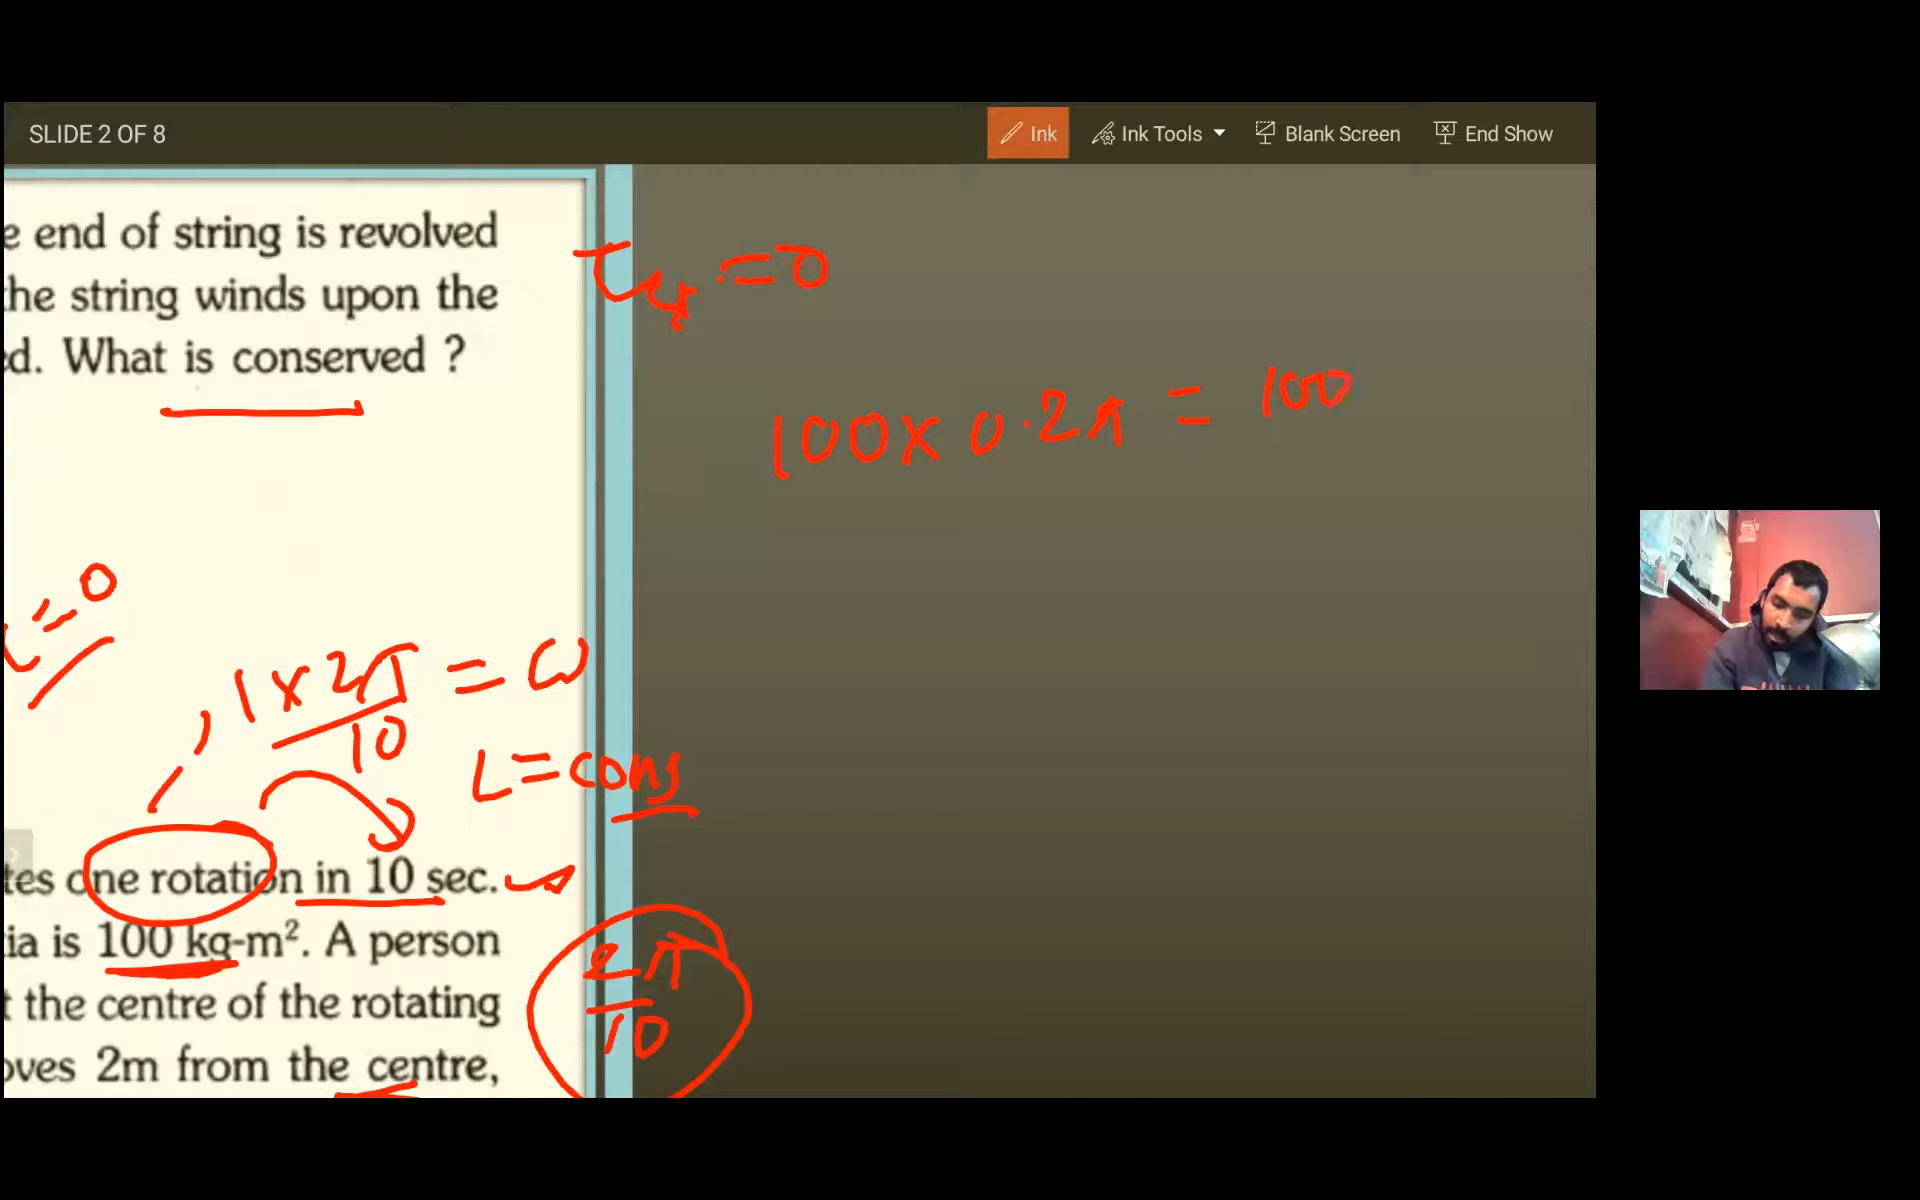 SLIDE 2 OF 8
Ink
Ink Tools
Blank Screen
End Show
e end of string is revolved
he string winds upon the
d. What is conserved ?
τex = 0
100 x 0.2π = 100
= 0
1 x 2π / 10 = ω
L = cons
tes one rotation in 10 sec.
ia is 100 kg-m². A person
t the centre of the rotating
oves 2m from the centre,
2π
10